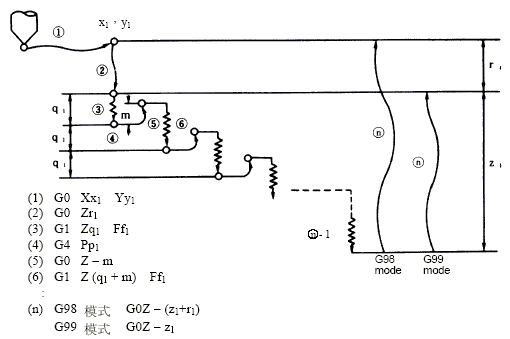 x₁，y₁
①
②
r₁
q₁
③
m
④
⑤
⑥
q₁
q₁
ⓝ
ⓝ
z₁
ⓝ-1
G98 mode
G99 mode
(1) G0 Xx₁ Yy₁
(2) G0 Zr₁
(3) G1 Zq₁ Ff₁
(4) G4 Pp₁
(5) G0 Z – m
(6) G1 Z (q₁ + m) Ff₁
:
(n) G98 模式 G0Z – (z₁+r₁)
G99 模式 G0Z – z₁